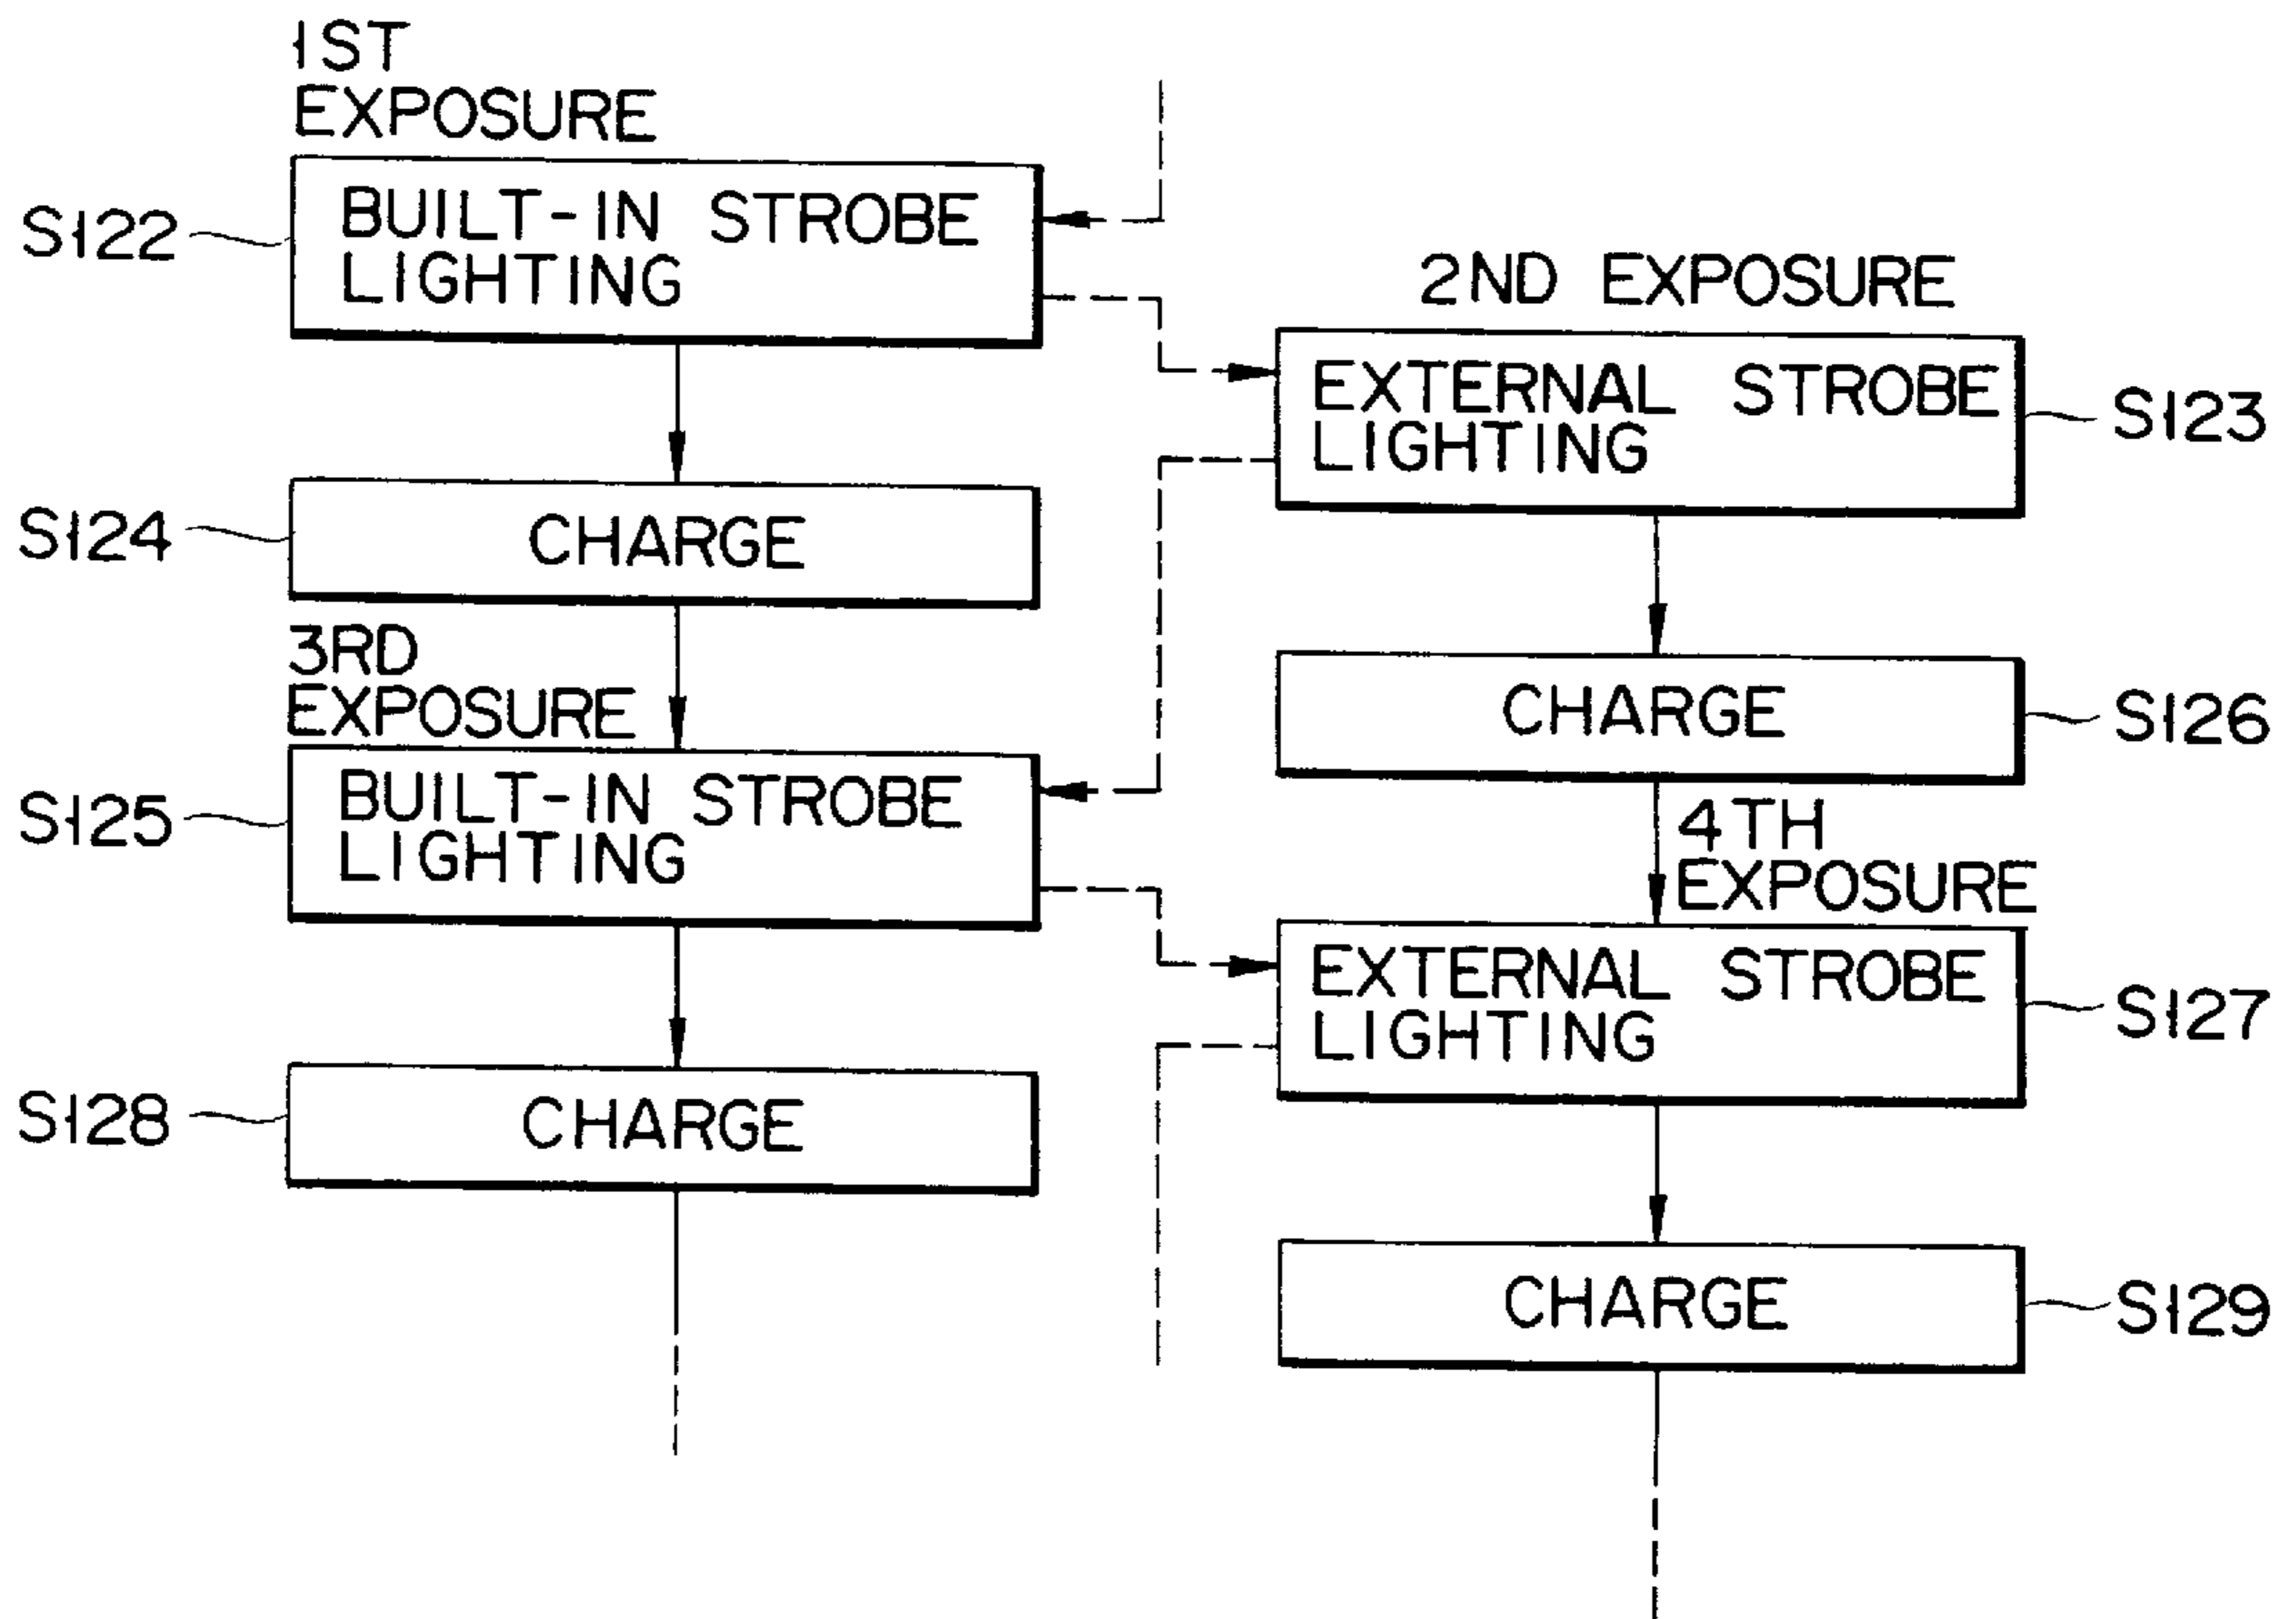 1ST
EXPOSURE
S122
BUILT-IN STROBE
LIGHTING
2ND EXPOSURE
EXTERNAL STROBE
LIGHTING
S123
S124
CHARGE
3RD
EXPOSURE
CHARGE
S126
S125
BUILT-IN STROBE
LIGHTING
4TH
EXPOSURE
EXTERNAL STROBE
LIGHTING
S127
S128
CHARGE
CHARGE
S129